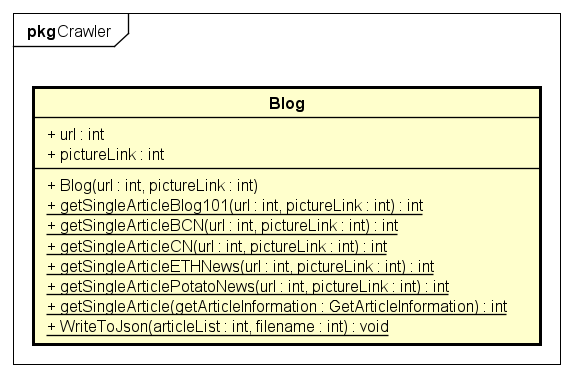 pkgCrawler
Blog
+ url : int
+ pictureLink : int
+ Blog(url : int, pictureLink : int)
+ getSingleArticleBlog101(url : int, pictureLink : int) : int
+ getSingleArticleBCN(url : int, pictureLink : int) : int
+ getSingleArticleCN(url : int, pictureLink : int) : int
+ getSingleArticleETHNews(url : int, pictureLink : int) : int
+ getSingleArticlePotatoNews(url : int, pictureLink : int) : int
+ getSingleArticle(getArticleInformation : GetArticleInformation) : int
+ WriteToJson(articleList : int, filename : int) : void